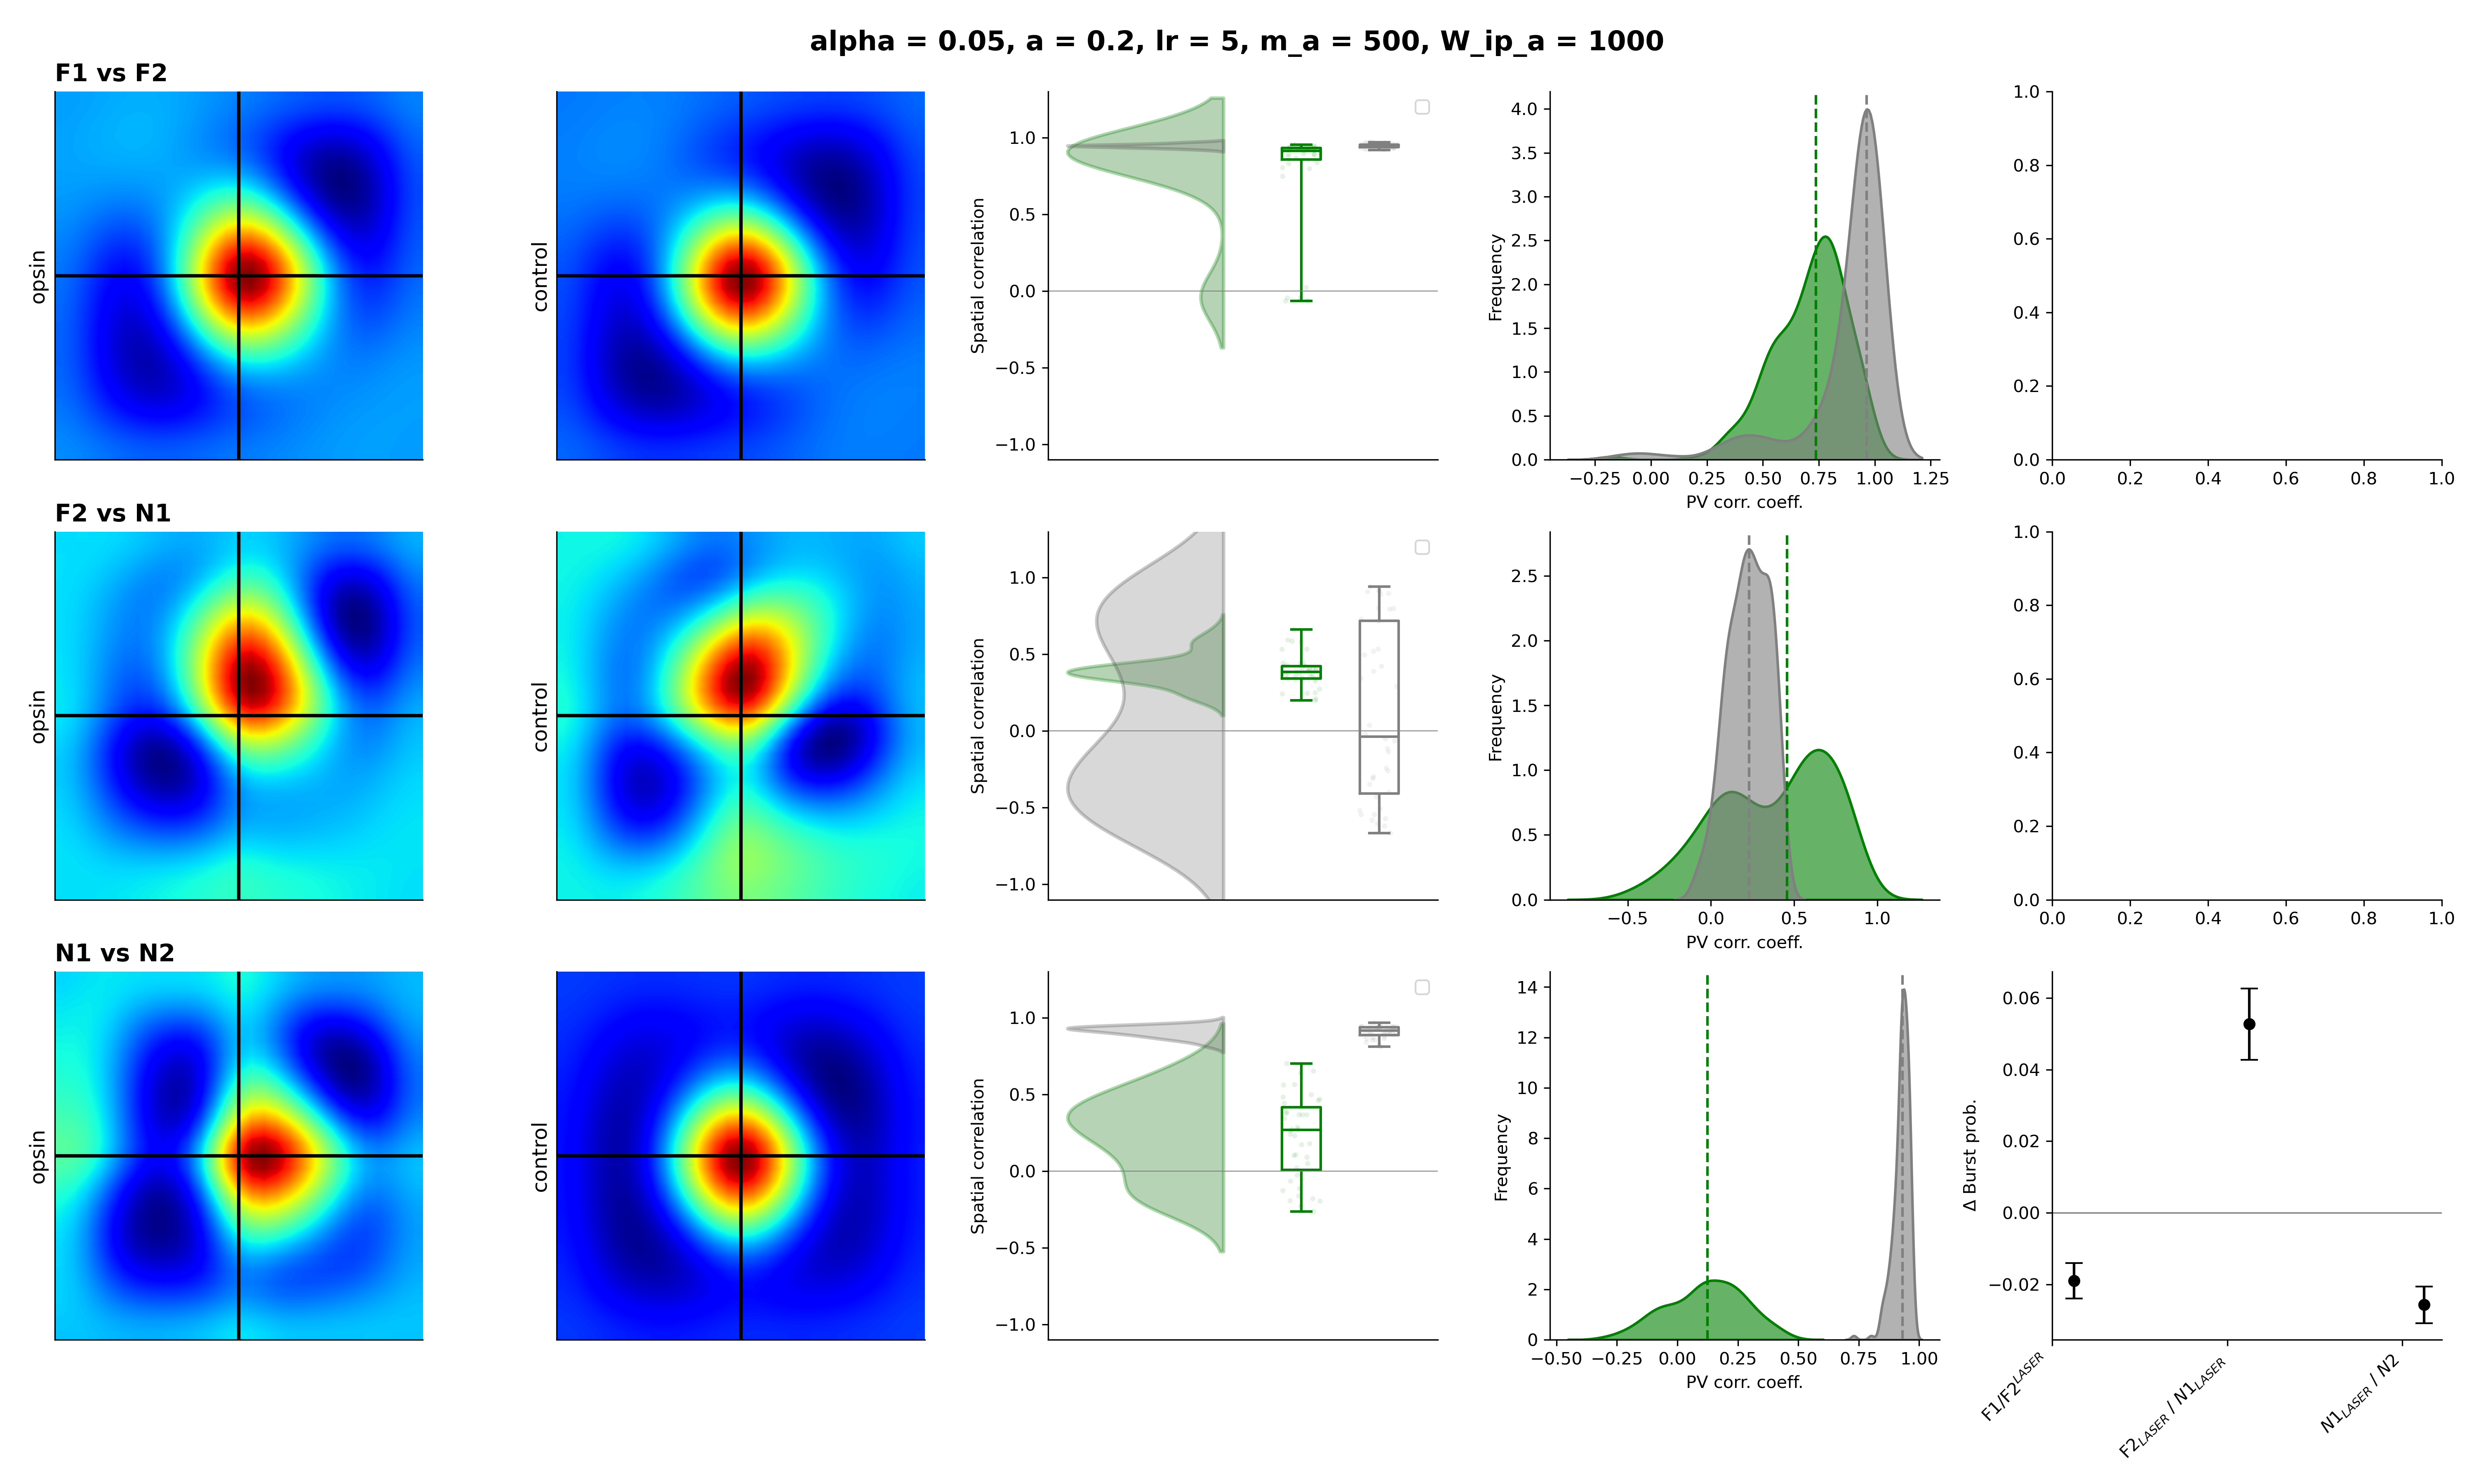 alpha = 0.05, a = 0.2, lr = 5, m_a = 500, W_ip_a = 1000
F1 vs F2
opsin
control
Spatial correlation
1.0
0.5
0.0
−0.5
−1.0
Frequency
4.0
3.5
3.0
2.5
2.0
1.5
1.0
0.5
0.0
−0.25 0.00 0.25 0.50 0.75 1.00 1.25
PV corr. coeff.
1.0
0.8
0.6
0.4
0.2
0.0
0.0 0.2 0.4 0.6 0.8 1.0
F2 vs N1
opsin
control
Spatial correlation
1.0
0.5
0.0
−0.5
−1.0
Frequency
2.5
2.0
1.5
1.0
0.5
0.0
−0.5 0.0 0.5 1.0
PV corr. coeff.
1.0
0.8
0.6
0.4
0.2
0.0
0.0 0.2 0.4 0.6 0.8 1.0
N1 vs N2
opsin
control
Spatial correlation
1.0
0.5
0.0
−0.5
−1.0
Frequency
14
12
10
8
6
4
2
0
−0.50 −0.25 0.00 0.25 0.50 0.75 1.00
PV corr. coeff.
Δ Burst prob.
0.06
0.04
0.02
0.00
−0.02
F1/F2^LASER
F2_LASER / N1_LASER
N1_LASER / N2